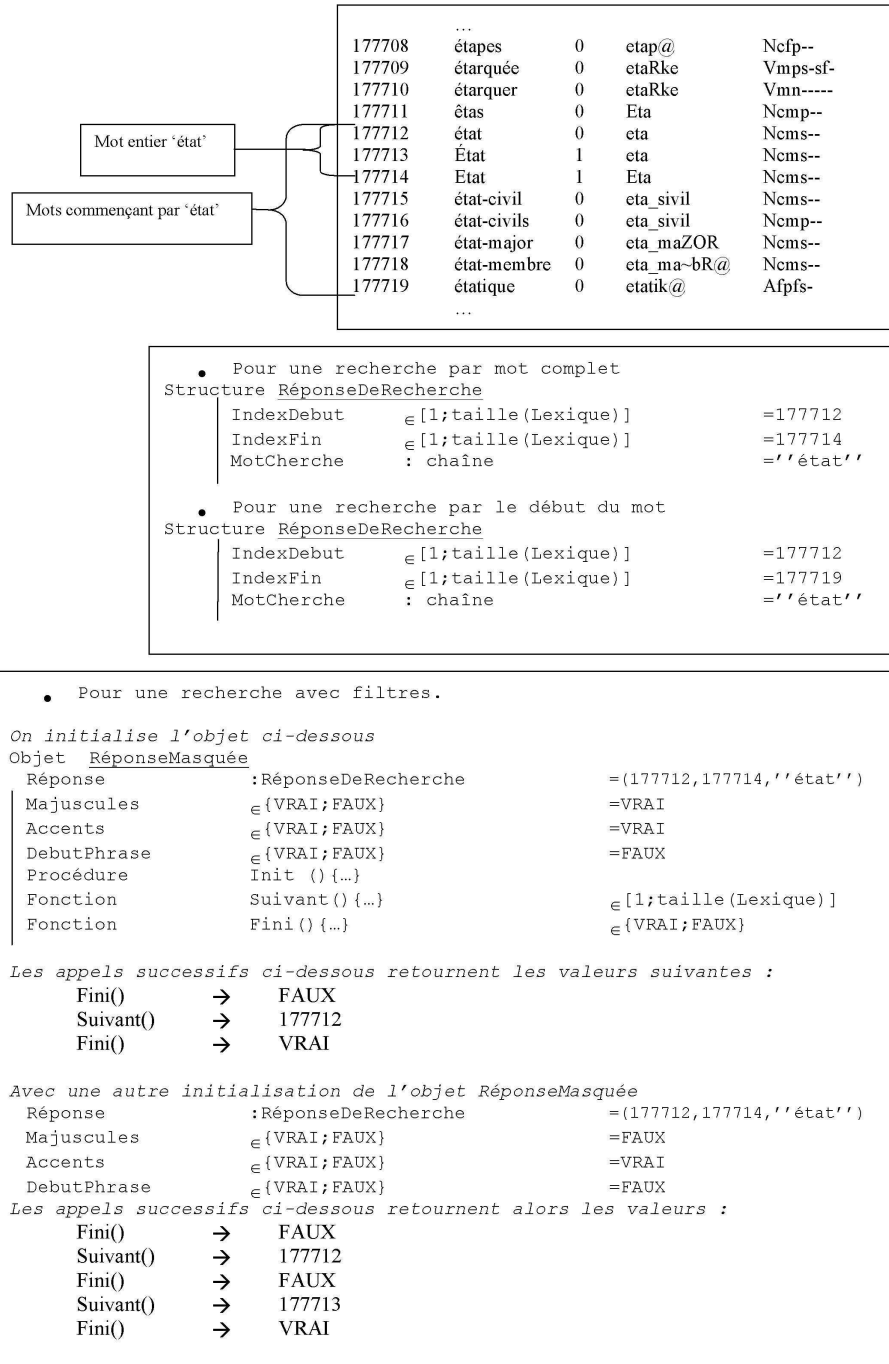 …
177708 étapes 0 etap@ Ncfp--
177709 étarquée 0 etaRke Vmps-sf-
177710 étarquer 0 etaRke Vmn-----
177711 êtas 0 Eta Ncmp--
177712 état 0 eta Ncms--
177713 État 1 eta Ncms--
177714 Etat 1 Eta Ncms--
177715 état-civil 0 eta_sivil Ncms--
177716 état-civils 0 eta_sivil Ncmp--
177717 état-major 0 eta_maZOR Ncms--
177718 état-membre 0 eta_ma~bR@ Ncms--
177719 étatique 0 etatik@ Afpfs-
…
Mot entier ‘état’
Mots commençant par ‘état’
• Pour une recherche par mot complet
Structure RéponseDeRecherche
IndexDebut ∈[1;taille(Lexique)] =177712
IndexFin ∈[1;taille(Lexique)] =177714
MotCherche : chaîne =’’état’’
• Pour une recherche par le début du mot
Structure RéponseDeRecherche
IndexDebut ∈[1;taille(Lexique)] =177712
IndexFin ∈[1;taille(Lexique)] =177719
MotCherche : chaîne =’’état’’
• Pour une recherche avec filtres.
On initialise l’objet ci-dessous
Objet RéponseMasquée
Réponse :RéponseDeRecherche =(177712,177714,’’état’’)
Majuscules ∈{VRAI;FAUX} =VRAI
Accents ∈{VRAI;FAUX} =VRAI
DebutPhrase ∈{VRAI;FAUX} =FAUX
Procédure Init (){…}
Fonction Suivant(){…} ∈[1;taille(Lexique)]
Fonction Fini(){…} ∈{VRAI;FAUX}
Les appels successifs ci-dessous retournent les valeurs suivantes :
Fini() → FAUX
Suivant() → 177712
Fini() → VRAI
Avec une autre initialisation de l’objet RéponseMasquée
Réponse :RéponseDeRecherche =(177712,177714,’’état’’)
Majuscules ∈{VRAI;FAUX} =FAUX
Accents ∈{VRAI;FAUX} =VRAI
DebutPhrase ∈{VRAI;FAUX} =FAUX
Les appels successifs ci-dessous retournent alors les valeurs :
Fini() → FAUX
Suivant() → 177712
Fini() → FAUX
Suivant() → 177713
Fini() → VRAI